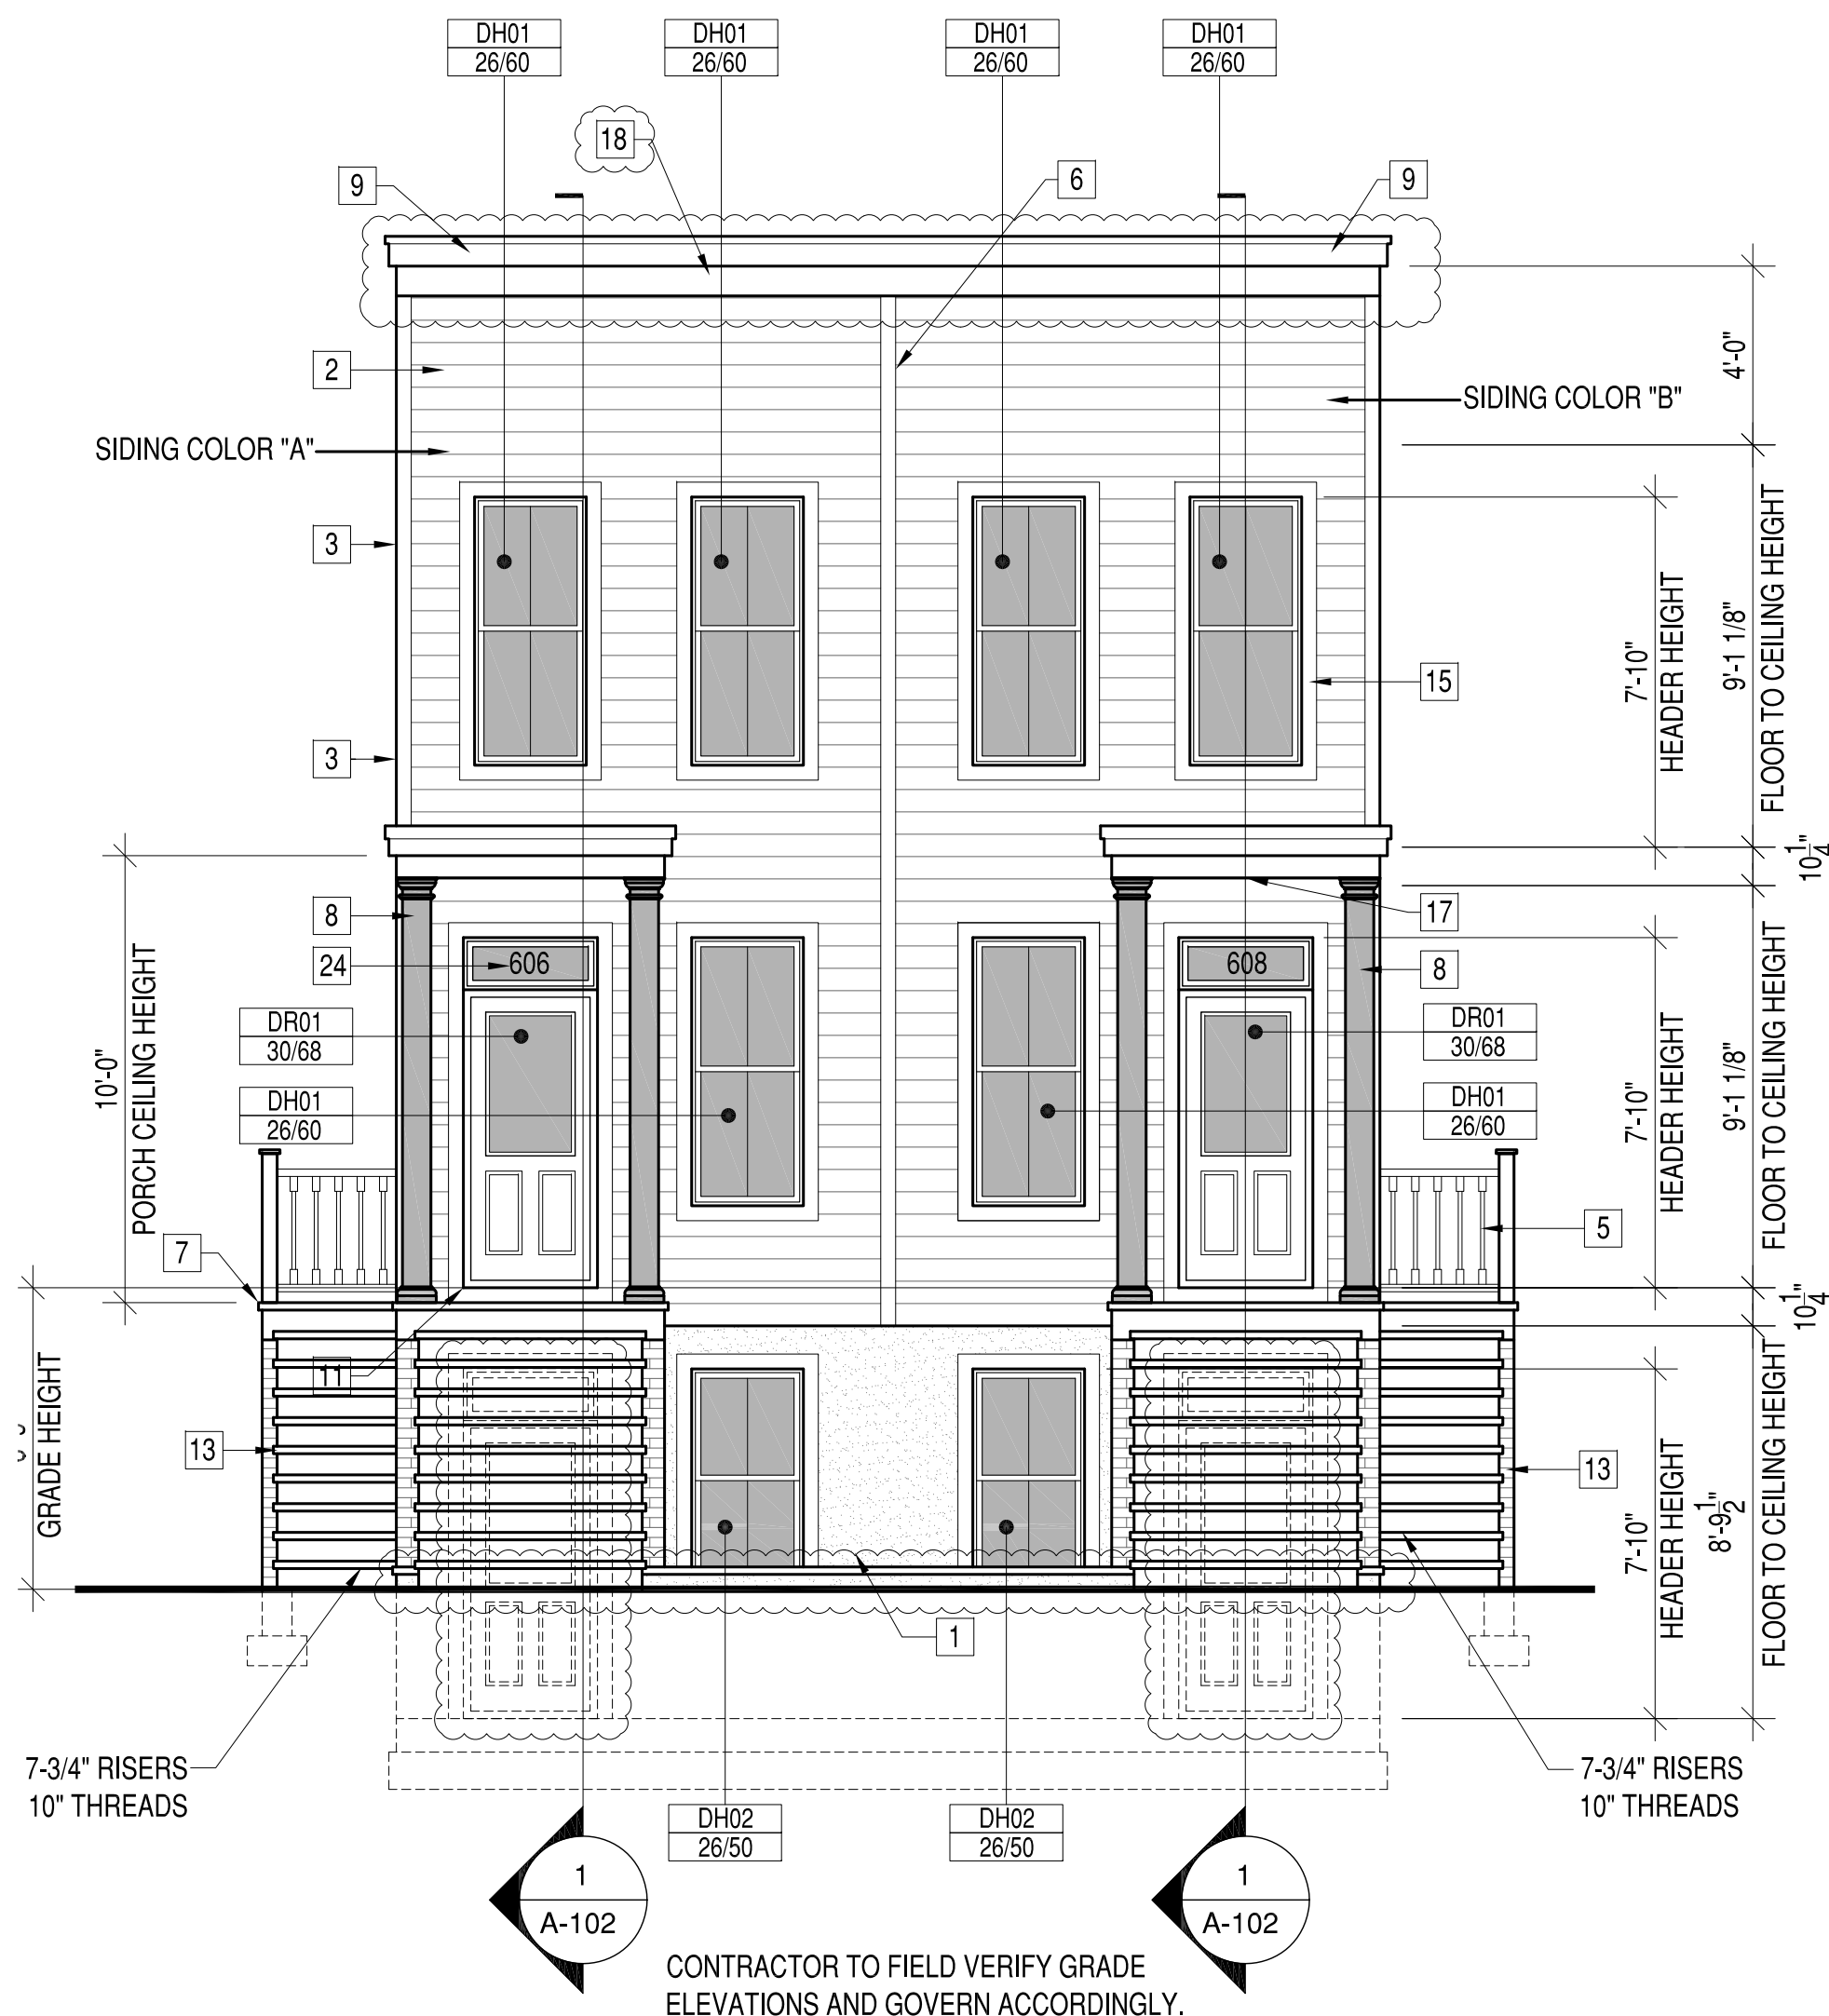 DH01
26/60
DH01
26/60
DH01
26/60
DH01
26/60
18
9
6
9
2
SIDING COLOR "A"
SIDING COLOR "B"
4'-0"
3
3
15
7'-10"
HEADER HEIGHT
9'-1 1/8"
FLOOR TO CEILING HEIGHT
10 1/4"
8
24
606
608
17
8
DR01
30/68
DR01
30/68
DH01
26/60
DH01
26/60
10'-0"
PORCH CEILING HEIGHT
7'-10"
HEADER HEIGHT
9'-1 1/8"
FLOOR TO CEILING HEIGHT
7
5
10 1/4"
11
GRADE HEIGHT
13
13
7'-10"
HEADER HEIGHT
8'-9 1/2"
FLOOR TO CEILING HEIGHT
1
7-3/4" RISERS
10" THREADS
7-3/4" RISERS
10" THREADS
DH02
26/50
DH02
26/50
1
A-102
1
A-102
CONTRACTOR TO FIELD VERIFY GRADE
ELEVATIONS AND GOVERN ACCORDINGLY.